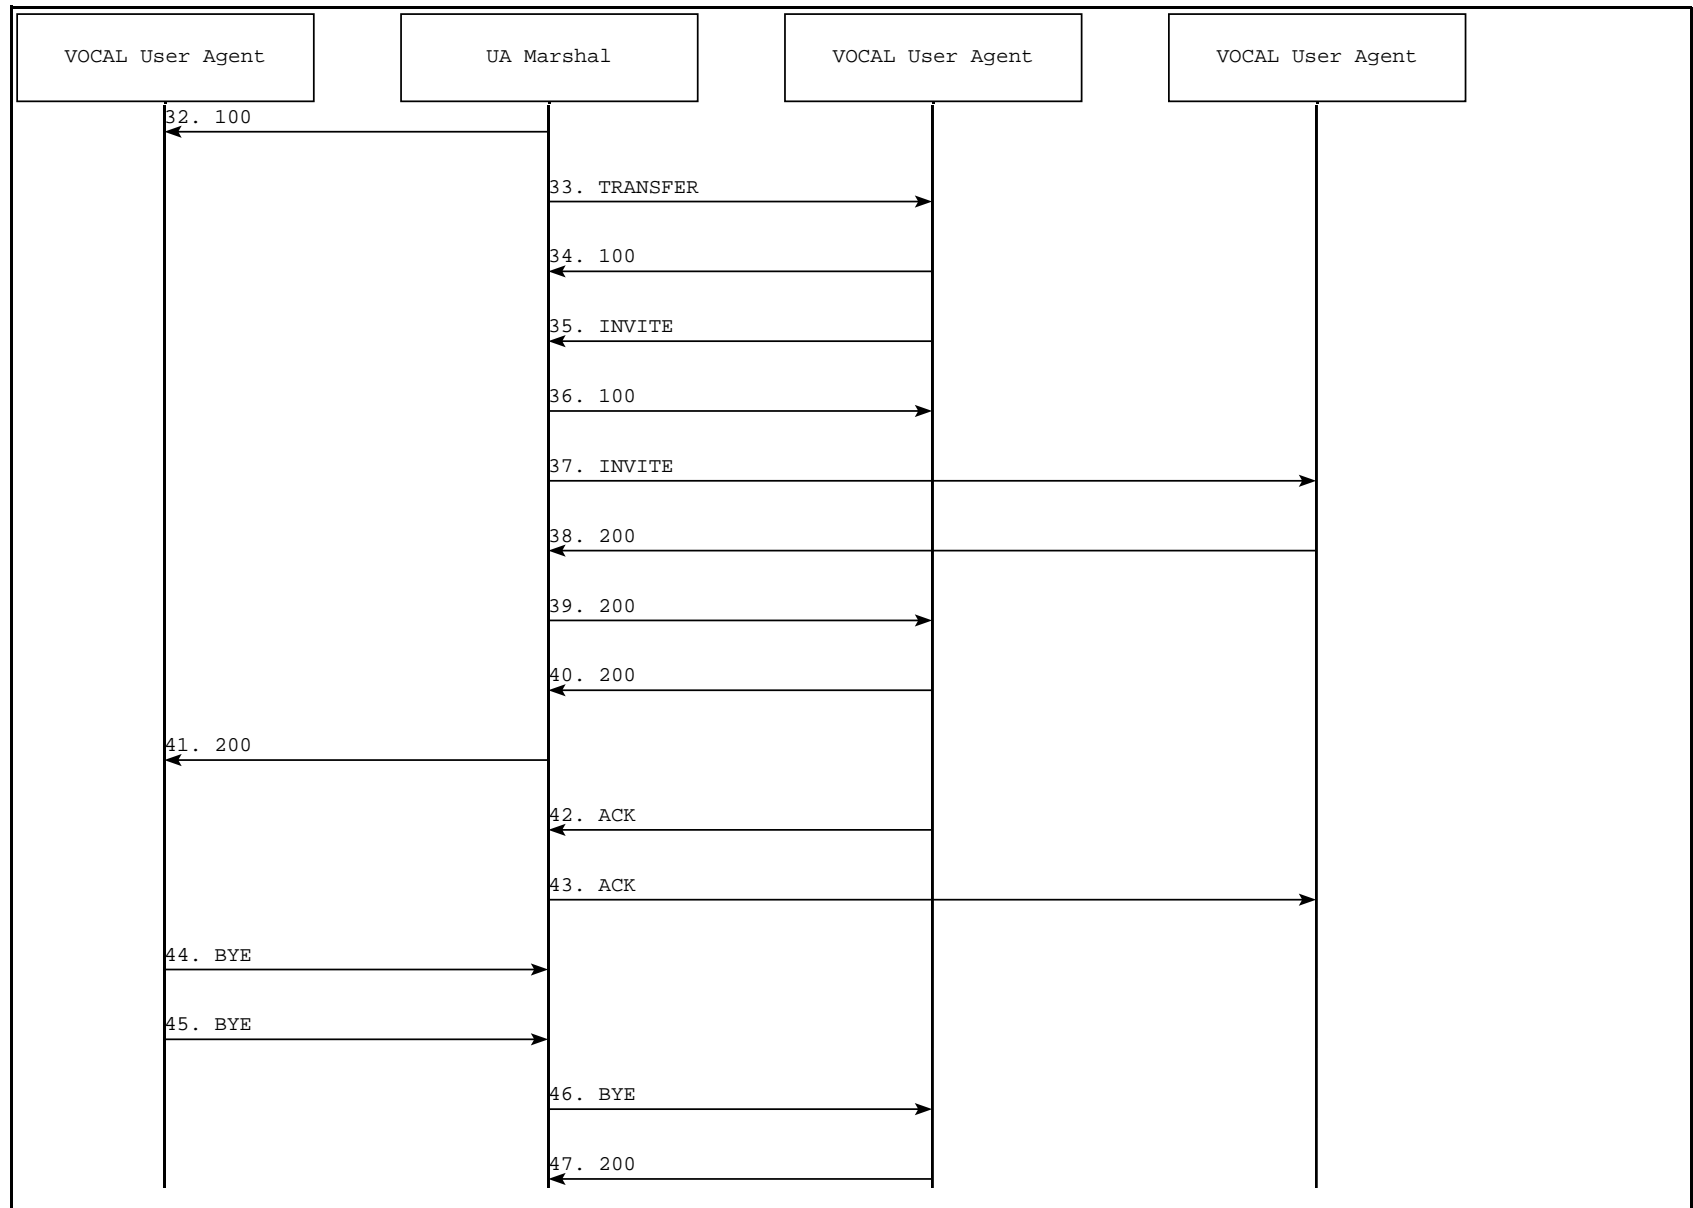 VOCAL User Agent
UA Marshal
VOCAL User Agent
VOCAL User Agent
32. 100
33. TRANSFER
34. 100
35. INVITE
36. 100
37. INVITE
38. 200
39. 200
40. 200
41. 200
42. ACK
43. ACK
44. BYE
45. BYE
46. BYE
47. 200